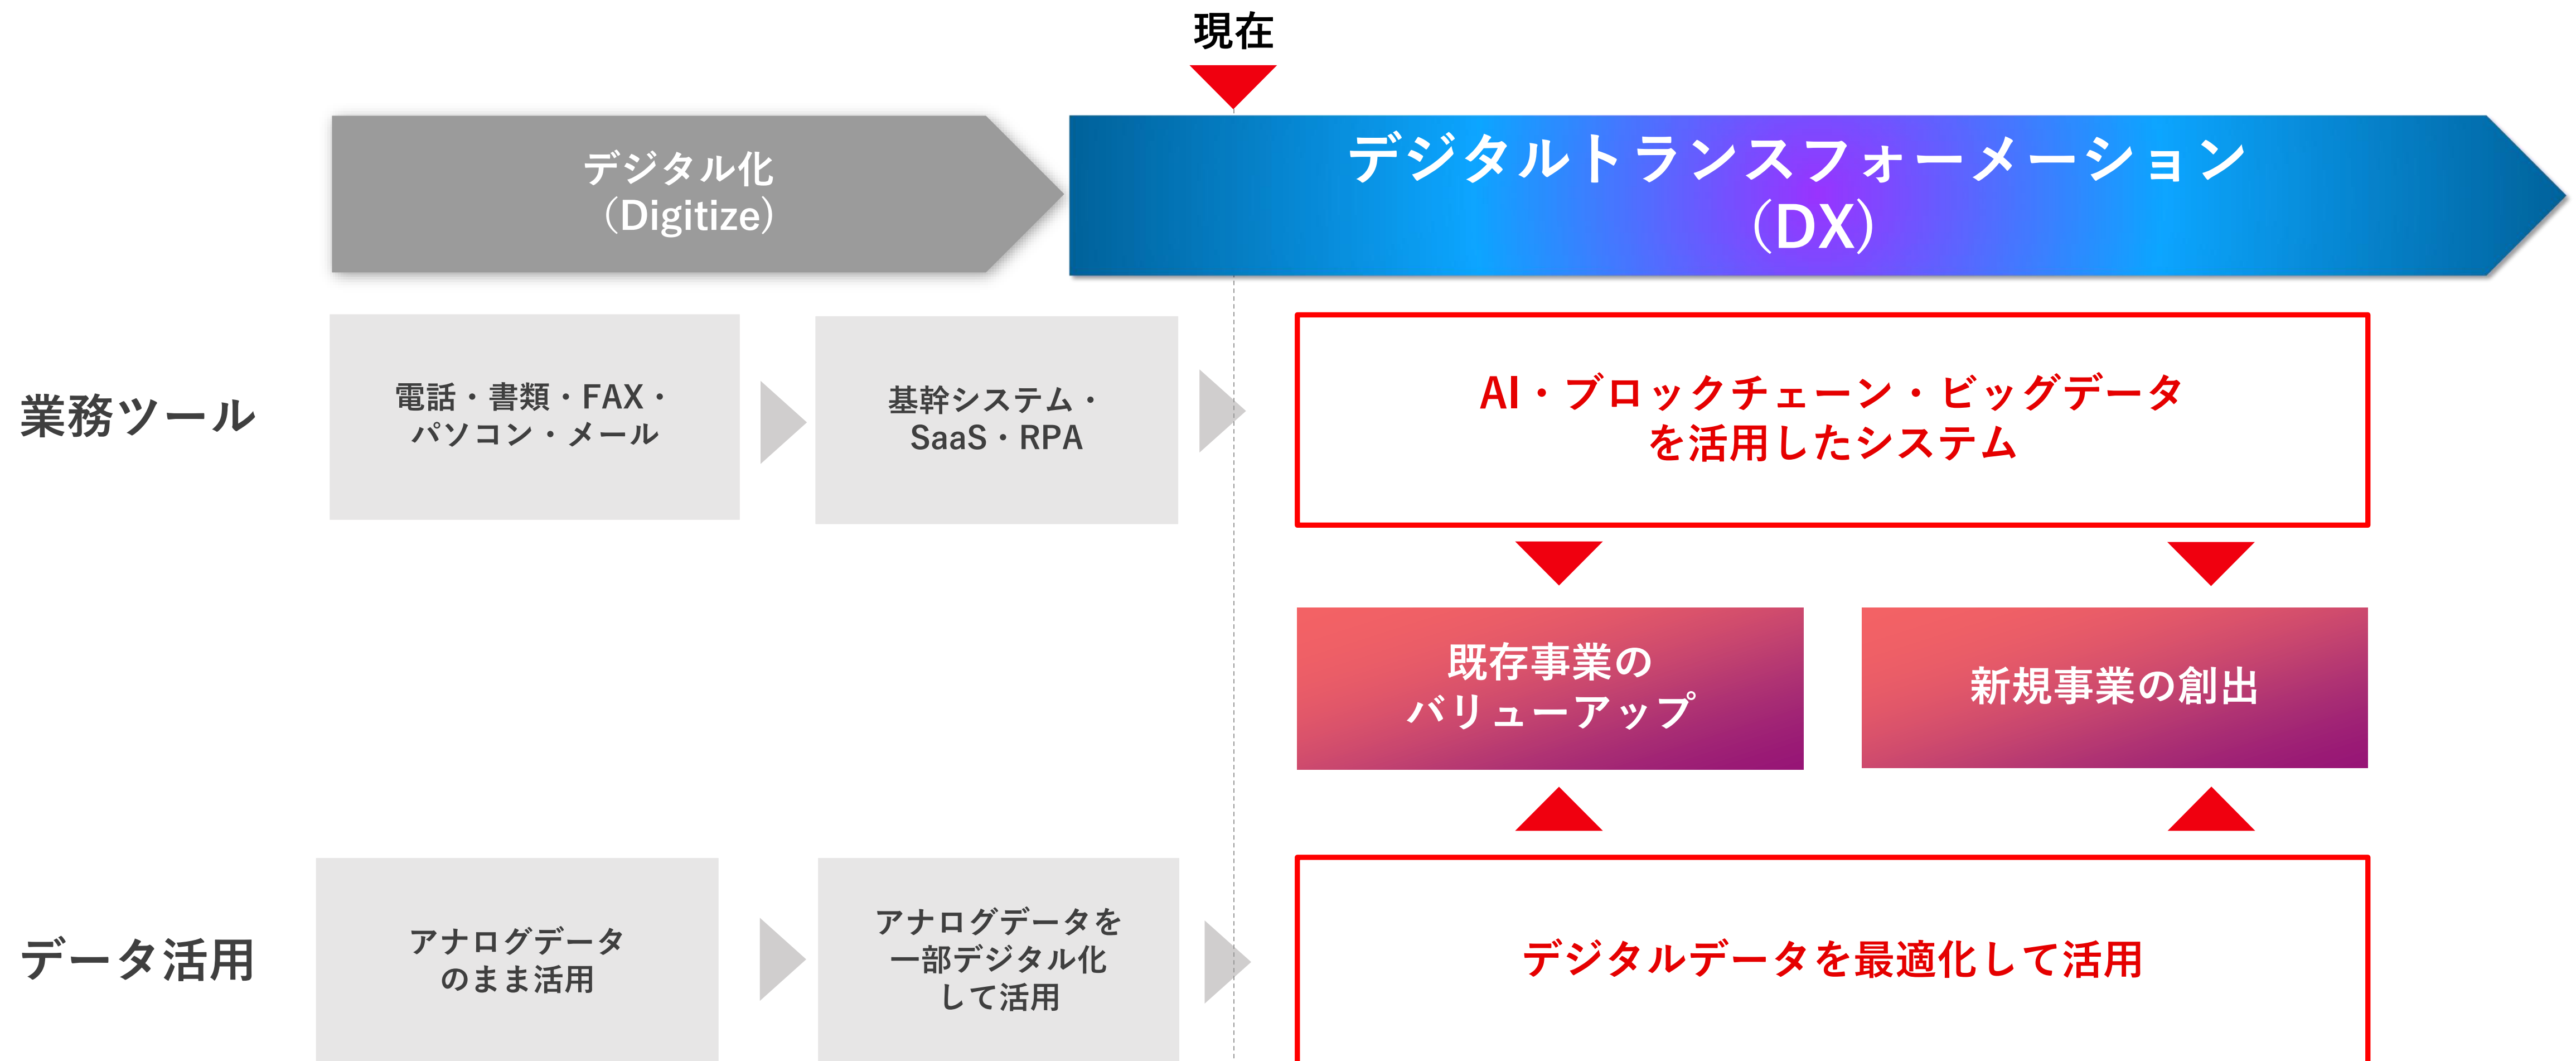 現在
デジタル化
（Digitize）
デジタルトランスフォーメーション
（DX）
業務ツール
電話・書類・FAX・
パソコン・メール
基幹システム・
SaaS・RPA
AI・ブロックチェーン・ビッグデータ
を活用したシステム
既存事業の
バリューアップ
新規事業の創出
データ活用
アナログデータ
のまま活用
アナログデータを
一部デジタル化
して活用
デジタルデータを最適化して活用